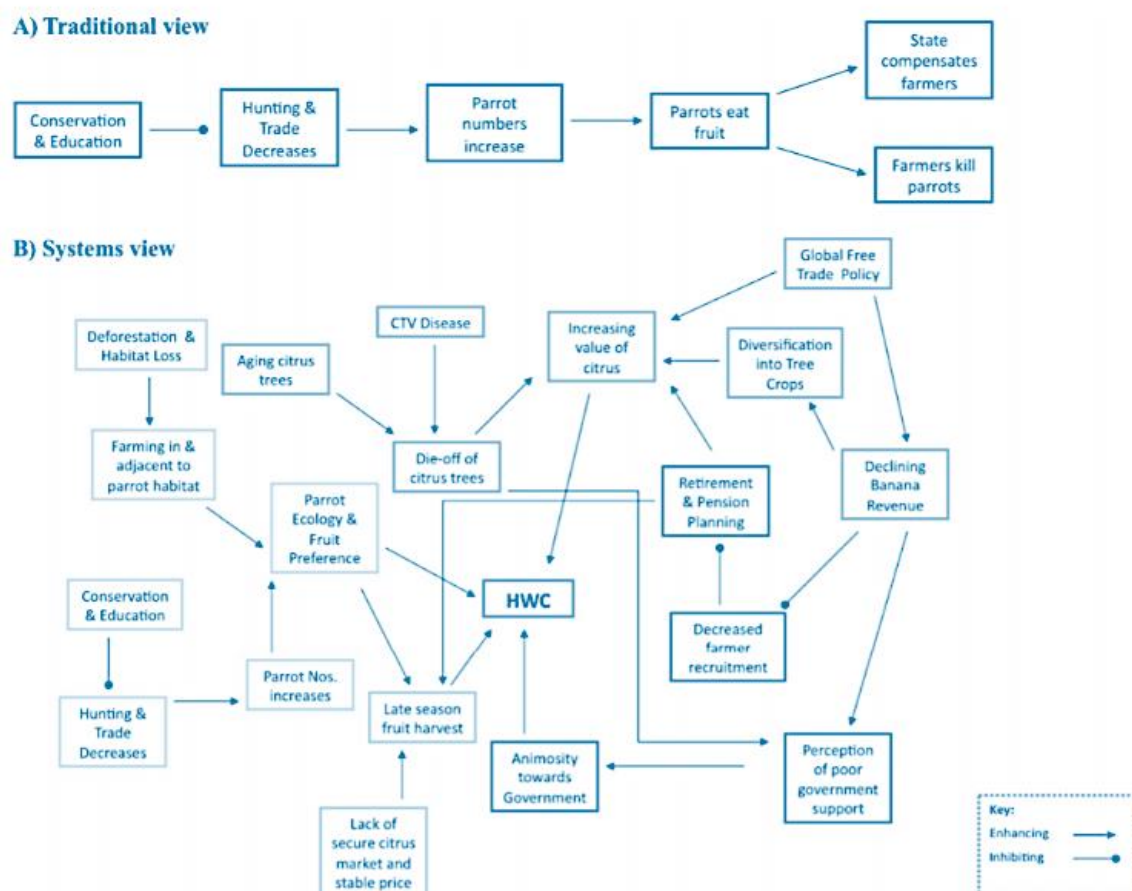 A) Traditional view
Conservation
& Education
Hunting &
Trade
Decreases
Parrot
numbers
increase
Parrots eat
fruit
State
compensates
farmers
Farmers kill
parrots
B) Systems view
Global Free
Trade Policy
Deforestation &
Habitat Loss
CTV Disease
Increasing
value of
citrus
Diversification
into Tree
Crops
Aging citrus
trees
Farming in &
adjacent to
parrot habitat
Die-off of
citrus trees
Retirement
& Pension
Planning
Declining
Banana
Revenue
Parrot
Ecology &
Fruit
Preference
Conservation
& Education
HWC
Decreased
farmer
recruitment
Parrot Nos.
increases
Hunting &
Trade
Decreases
Late season
fruit harvest
Animosity
towards
Government
Perception
of poor
government
support
Lack of
secure citrus
market and
stable price
Key:
Enhancing
Inhibiting